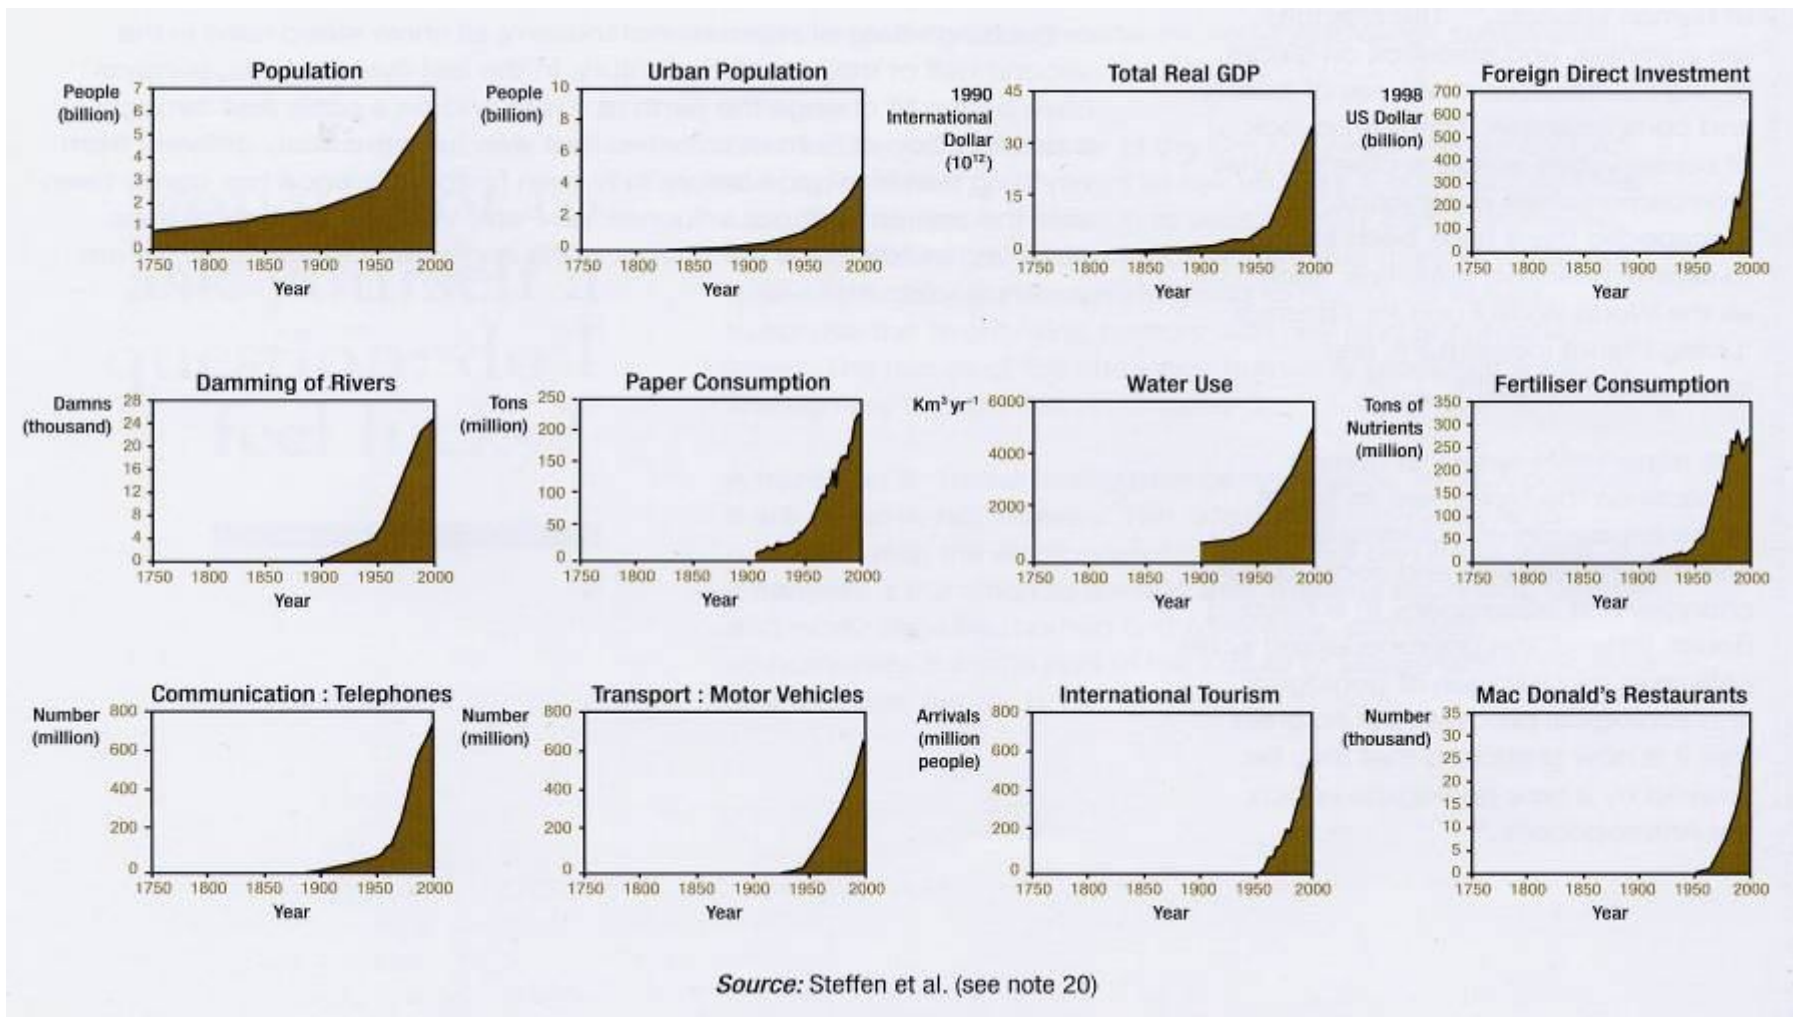 Population
People
(billion)
7
6
5
4
3
2
1
0
1750 1800 1850 1900 1950 2000
Year
Urban Population
People
(billion)
10
8
6
4
2
0
1750 1800 1850 1900 1950 2000
Year
Total Real GDP
1990
International
Dollar
(10¹²)
45
30
15
0
1750 1800 1850 1900 1950 2000
Year
Foreign Direct Investment
1998
US Dollar
(billion)
700
600
500
400
300
200
100
0
1750 1800 1850 1900 1950 2000
Year
Damming of Rivers
Damns
(thousand)
28
24
20
16
12
8
4
0
1750 1800 1850 1900 1950 2000
Year
Paper Consumption
Tons
(million)
250
200
150
100
50
0
1750 1800 1850 1900 1950 2000
Year
Water Use
Km³ yr⁻¹
6000
4000
2000
0
1750 1800 1850 1900 1950 2000
Year
Fertiliser Consumption
Tons of
Nutrients
(million)
350
300
250
200
150
100
50
0
1750 1800 1850 1900 1950 2000
Year
Communication : Telephones
Number
(million)
800
600
400
200
0
1750 1800 1850 1900 1950 2000
Year
Transport : Motor Vehicles
Number
(million)
800
600
400
200
0
1750 1800 1850 1900 1950 2000
Year
International Tourism
Arrivals
(million
people)
800
600
400
200
0
1750 1800 1850 1900 1950 2000
Year
Mac Donald's Restaurants
Number
(thousand)
35
30
25
20
15
10
5
0
1750 1800 1850 1900 1950 2000
Year
Source: Steffen et al. (see note 20)